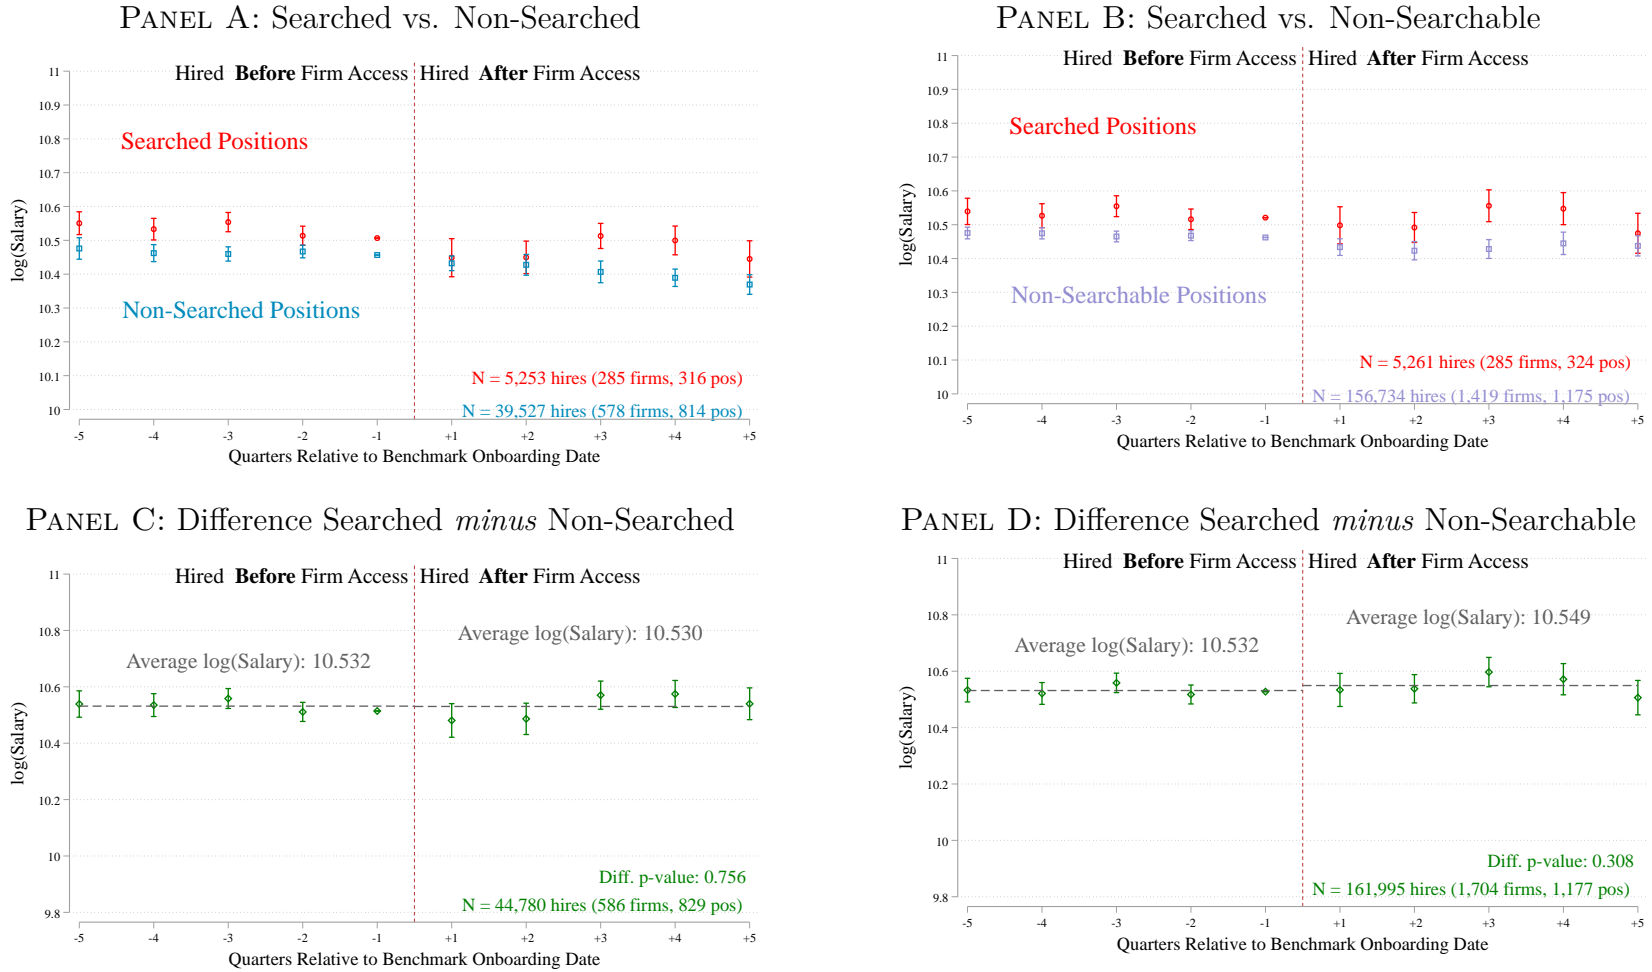 PANEL A: Searched vs. Non-Searched
Hired Before Firm Access
Hired After Firm Access
Searched Positions
Non-Searched Positions
N = 5,253 hires (285 firms, 316 pos)
N = 39,527 hires (578 firms, 814 pos)
log(Salary)
11
10.9
10.8
10.7
10.6
10.5
10.4
10.3
10.2
10.1
10
-5 -4 -3 -2 -1 +1 +2 +3 +4 +5
Quarters Relative to Benchmark Onboarding Date
PANEL B: Searched vs. Non-Searchable
Hired Before Firm Access
Hired After Firm Access
Searched Positions
Non-Searchable Positions
N = 5,261 hires (285 firms, 324 pos)
N = 156,734 hires (1,419 firms, 1,175 pos)
log(Salary)
11
10.9
10.8
10.7
10.6
10.5
10.4
10.3
10.2
10.1
10
-5 -4 -3 -2 -1 +1 +2 +3 +4 +5
Quarters Relative to Benchmark Onboarding Date
PANEL C: Difference Searched minus Non-Searched
Hired Before Firm Access
Hired After Firm Access
Average log(Salary): 10.530
Average log(Salary): 10.532
Diff. p-value: 0.756
N = 44,780 hires (586 firms, 829 pos)
log(Salary)
11
10.8
10.6
10.4
10.2
10
9.8
-5 -4 -3 -2 -1 +1 +2 +3 +4 +5
Quarters Relative to Benchmark Onboarding Date
PANEL D: Difference Searched minus Non-Searchable
Hired Before Firm Access
Hired After Firm Access
Average log(Salary): 10.549
Average log(Salary): 10.532
Diff. p-value: 0.308
N = 161,995 hires (1,704 firms, 1,177 pos)
log(Salary)
11
10.8
10.6
10.4
10.2
10
9.8
-5 -4 -3 -2 -1 +1 +2 +3 +4 +5
Quarters Relative to Benchmark Onboarding Date